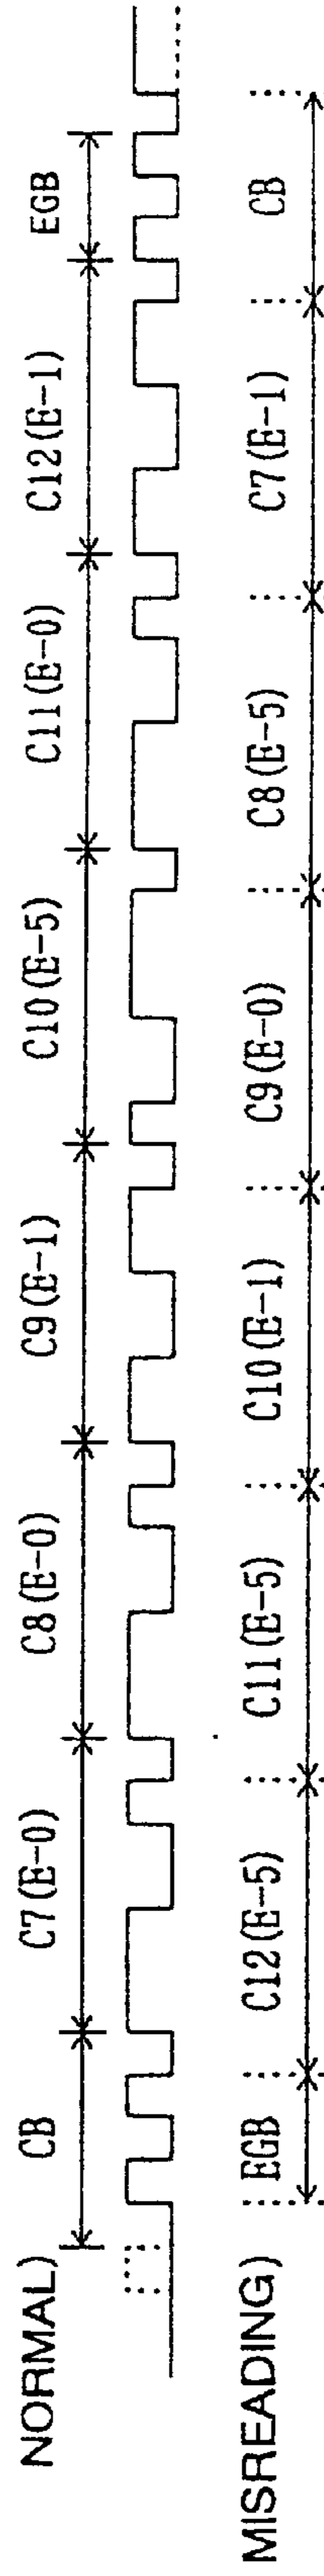 NORMAL) CB C7(E-0) C8(E-0) C9(E-1) C10(E-5) C11(E-0) C12(E-1) EGB
MISREADING) EGB C12(E-5) C11(E-5) C10(E-1) C9(E-0) C8(E-5) C7(E-1) CB